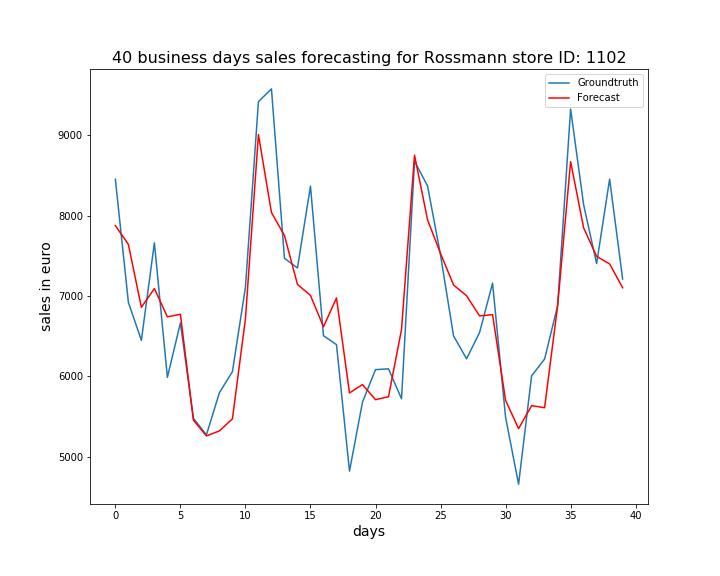 40 business days sales forecasting for Rossmann store ID: 1102
Groundtruth
Forecast
sales in euro
9000
8000
7000
6000
5000
0 5 10 15 20 25 30 35 40
days